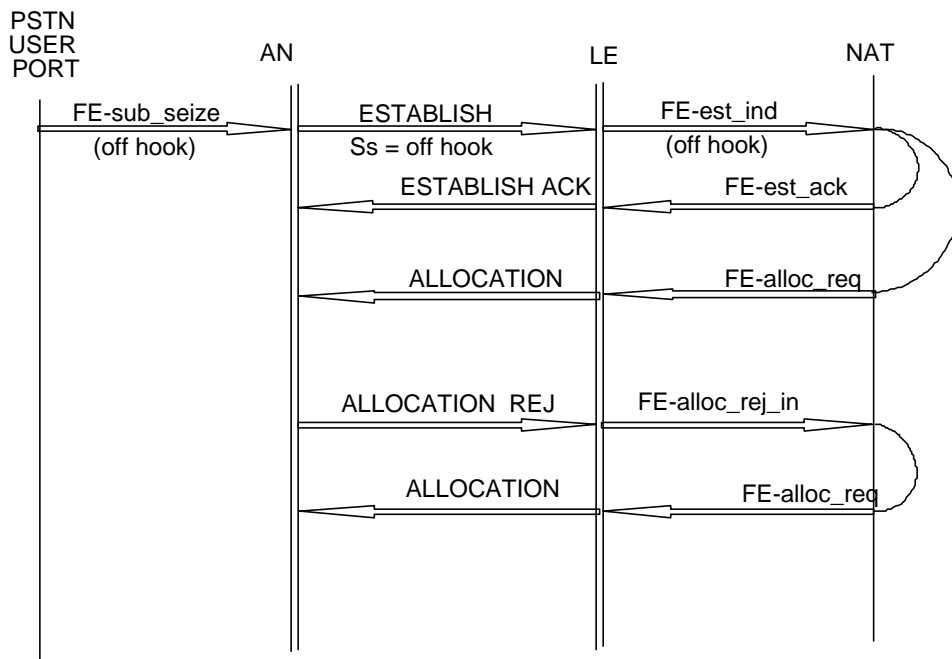 PSTN
USER
PORT
AN
LE
NAT
FE-sub_seize
(off hook)
ESTABLISH
Ss = off hook
FE-est_ind
(off hook)
ESTABLISH ACK
FE-est_ack
ALLOCATION
FE-alloc_req
ALLOCATION REJ
FE-alloc_rej_in
ALLOCATION
FE-alloc_req